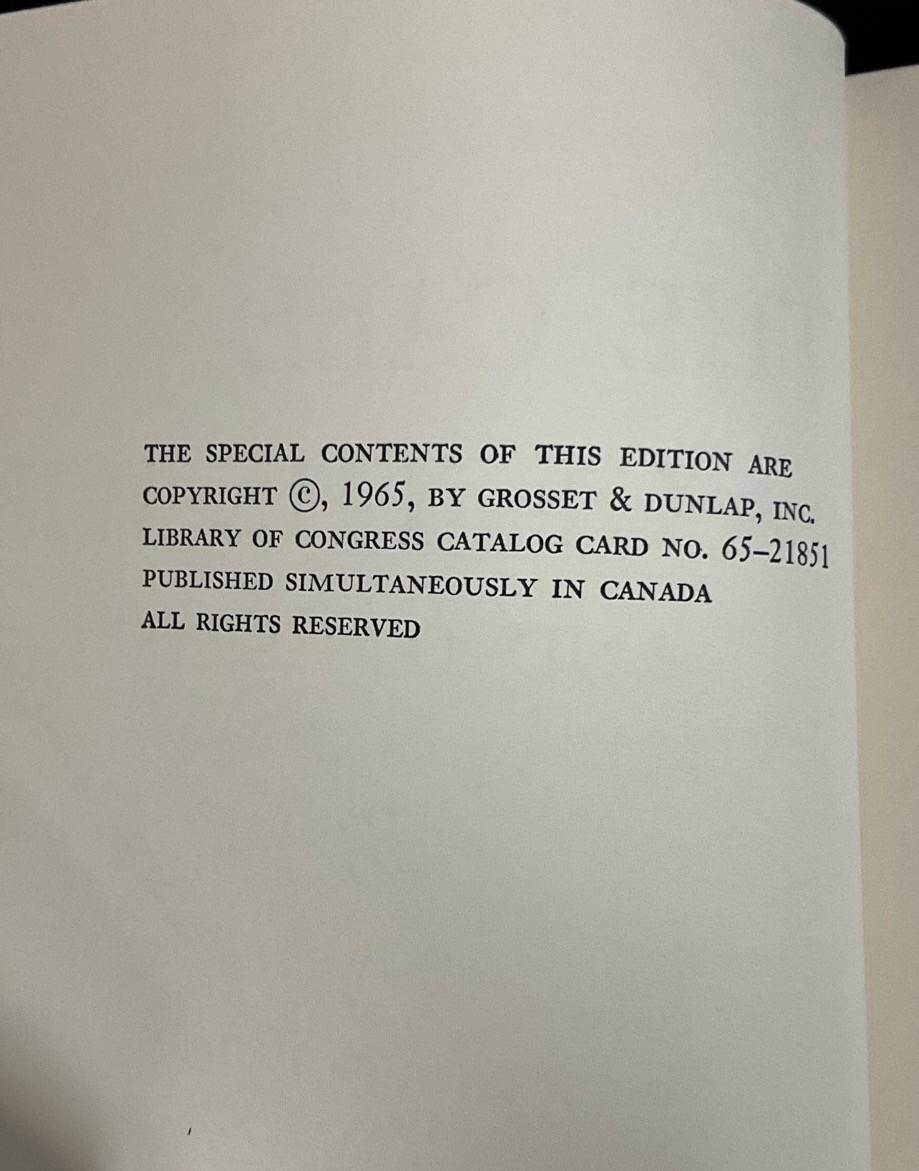 THE SPECIAL CONTENTS OF THIS EDITION ARE
COPYRIGHT ©, 1965, BY GROSSET & DUNLAP, INC.
LIBRARY OF CONGRESS CATALOG CARD NO. 65–21851
PUBLISHED SIMULTANEOUSLY IN CANADA
ALL RIGHTS RESERVED